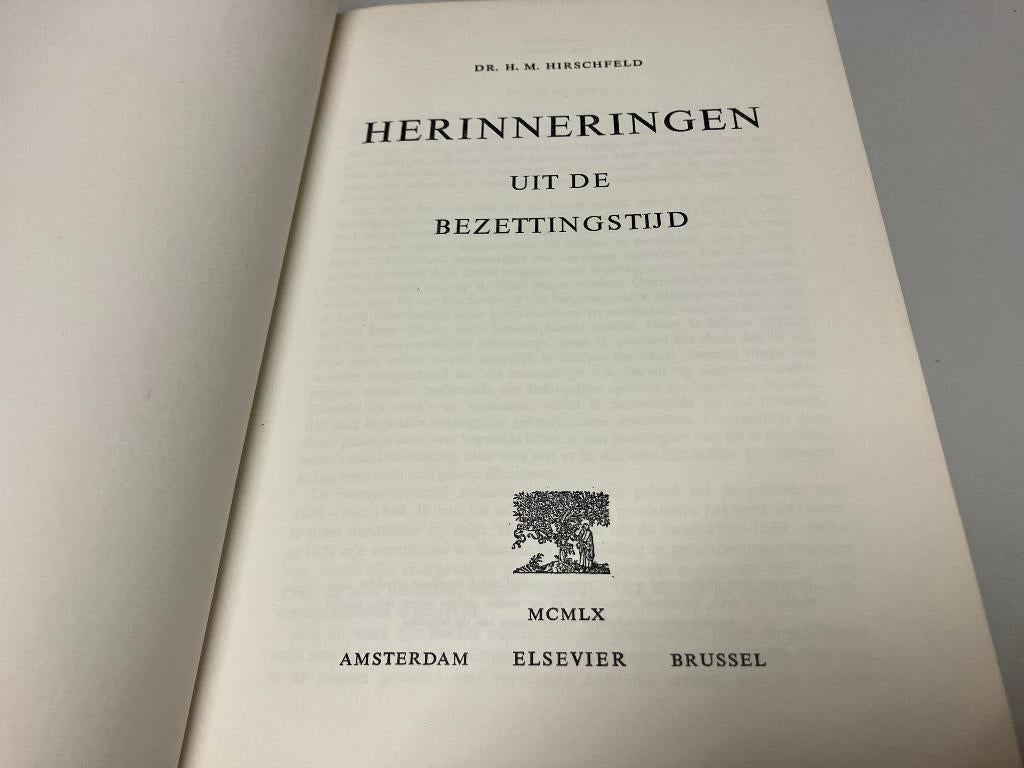 DR. H. M. HIRSCHFELD
HERINNERINGEN
UIT DE
BEZETTINGSTIJD
MCMLX
AMSTERDAM ELSEVIER BRUSSEL